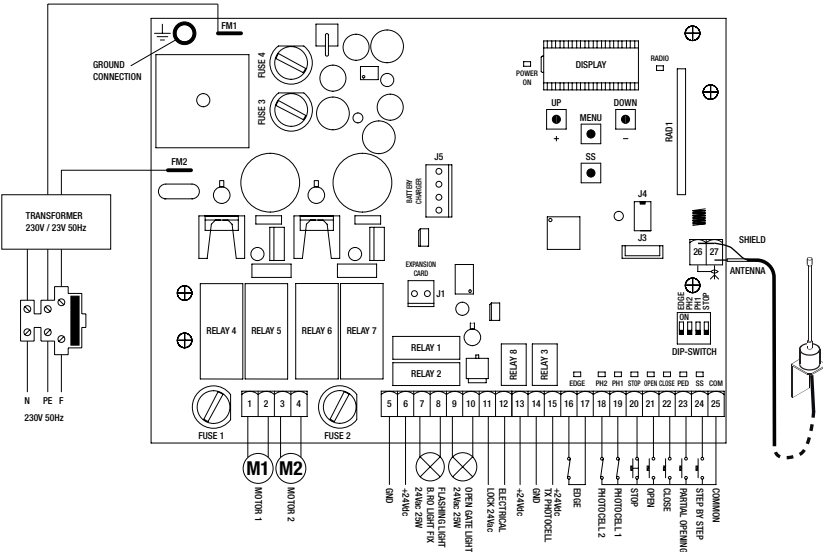 FM1
GROUND
CONNECTION
FUSE 4
FUSE 3
POWER
ON
DISPLAY
RADIO
UP
+
MENU
DOWN
–
SS
RAD1
FM2
J5
BATTERY
CHARGER
TRANSFORMER
230V / 23V 50Hz
J4
J3
26 27
SHIELD
ANTENNA
EXPANSION
CARD
J1
EDGE
PH2
PH1
STOP
ON
DIP-SWITCH
RELAY 4
RELAY 5
RELAY 6
RELAY 7
RELAY 1
RELAY 2
RELAY 8
RELAY 3
EDGE PH2 PH1 STOP OPEN CLOSE PED SS COM
N PE F
230V 50Hz
FUSE 1
1 2 3 4
FUSE 2
5 6 7 8 9 10 11 12 13 14 15 16 17 18 19 20 21 22 23 24 25
M1
MOTOR 1
M2
MOTOR 2
GND
+24Vdc
FLASHING LIGHT
B.RO LIGHT FIX
24Vac 25W
OPEN GATE LIGHT
24Vac 25W
ELECTRICAL
LOCK 24Vac
+24Vdc
GND
+24Vdc
TX PHOTOCELL
EDGE
PHOTOCELL 2
PHOTOCELL 1
STOP
OPEN
CLOSE
PARTIAL OPENING
STEP BY STEP
COMMON